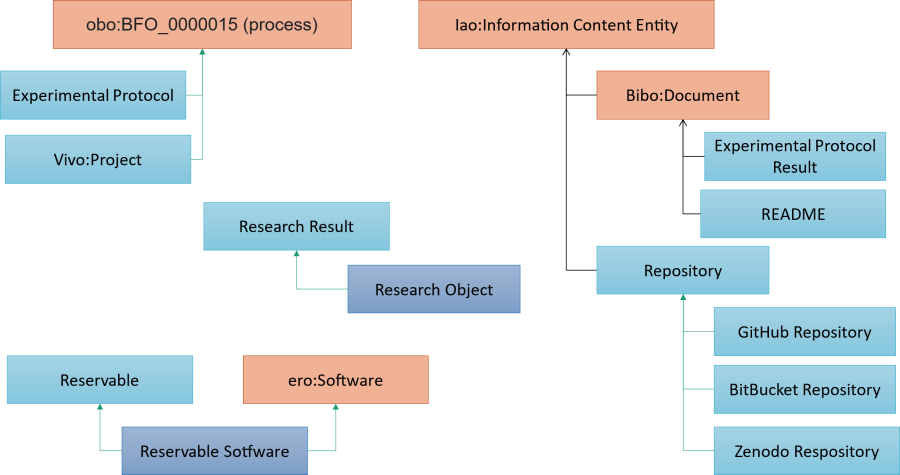 obo:BFO_0000015 (process)
Iao:Information Content Entity
Experimental Protocol
Bibo:Document
Vivo:Project
Experimental Protocol
Result
README
Research Result
Repository
Research Object
GitHub Repository
Reservable
ero:Software
BitBucket Repository
Reservable Sotfware
Zenodo Respository